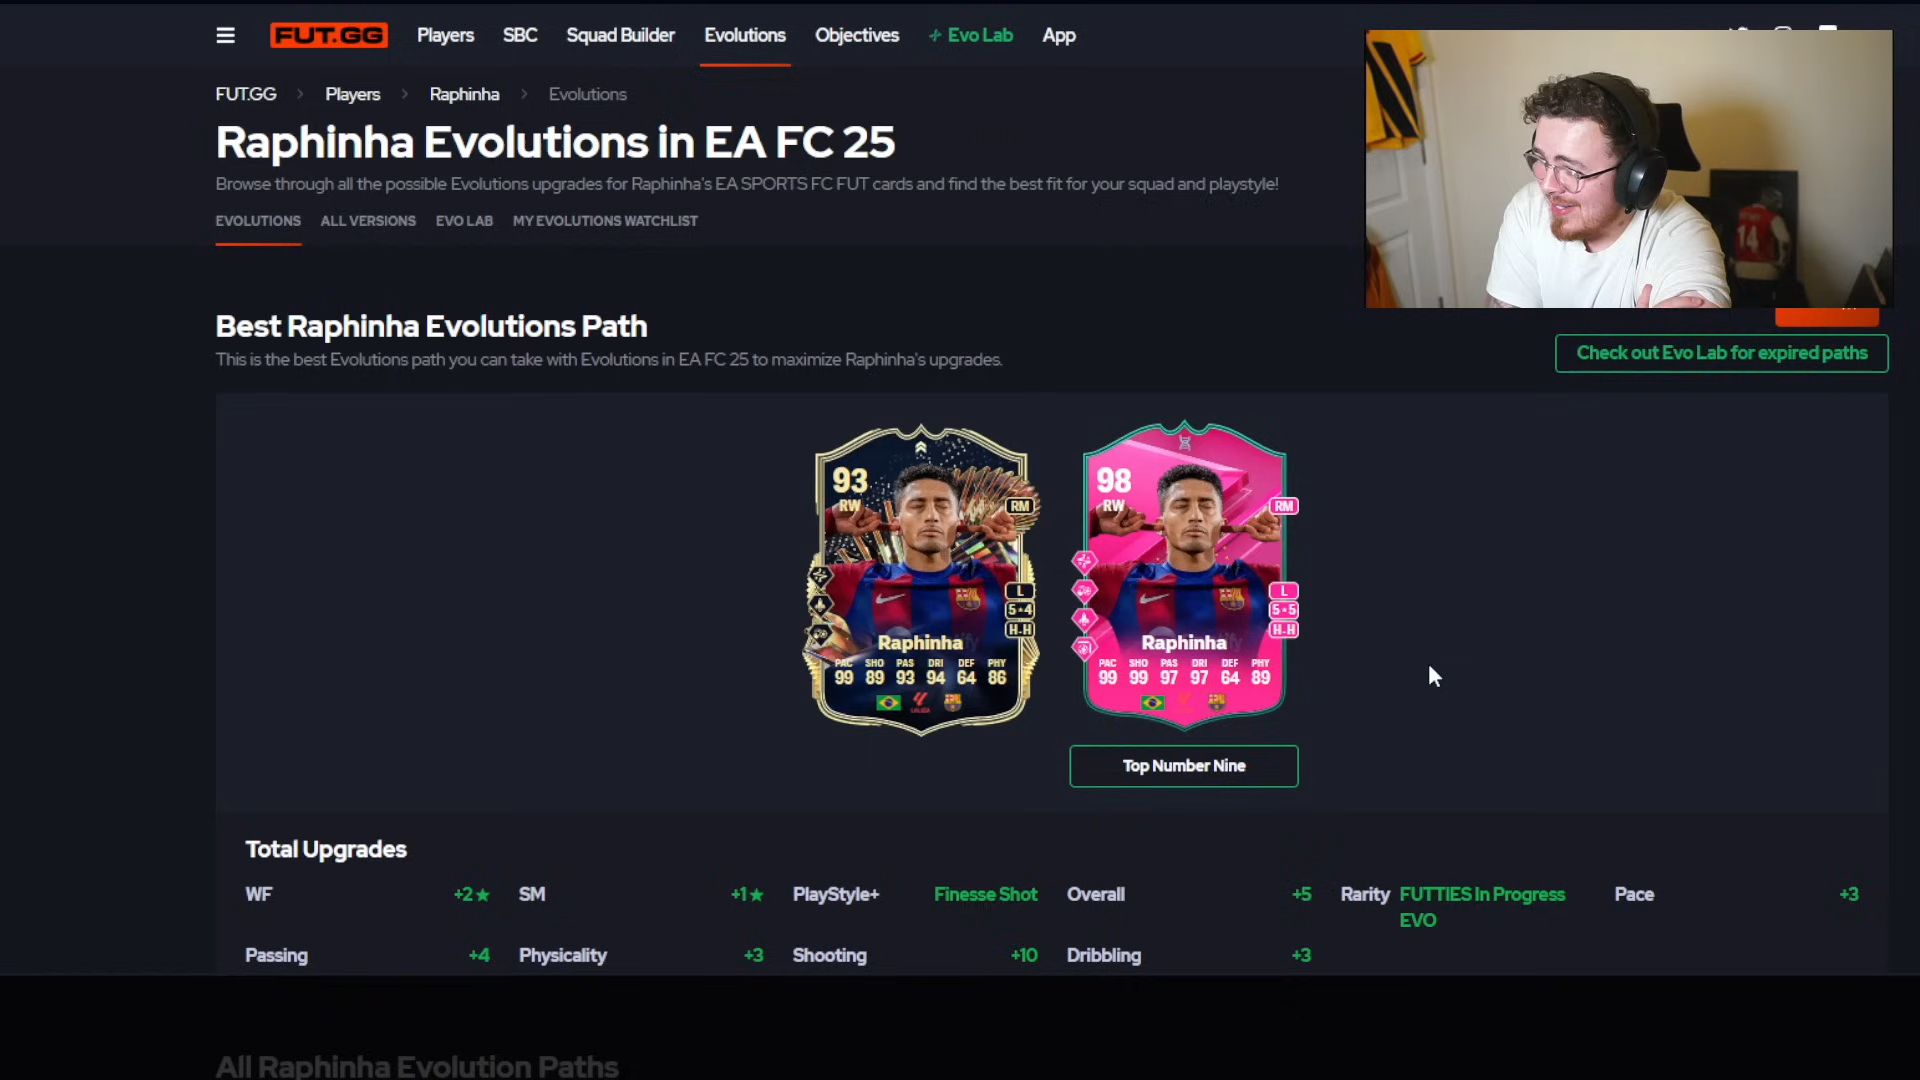 FUT.GG
Players
SBC
Squad Builder
Evolutions
Objectives
Evo Lab
App
FUT.GG > Players > Raphinha > Evolutions
Raphinha Evolutions in EA FC 25
Browse through all the possible Evolutions upgrades for Raphinha's EA SPORTS FC FUT cards and find the best fit for your squad and playstyle!
EVOLUTIONS
ALL VERSIONS
EVO LAB
MY EVOLUTIONS WATCHLIST
14
Best Raphinha Evolutions Path
This is the best Evolutions path you can take with Evolutions in EA FC 25 to maximize Raphinha's upgrades.
Check out Evo Lab for expired paths
93
RW
RM
L
5★4
H-H
Raphinha
PAC SHO PAS DRI DEF PHY
99 89 93 94 64 86
98
RW
RM
L
5★5
H-H
Raphinha
PAC SHO PAS DRI DEF PHY
99 99 97 97 64 89
Top Number Nine
Total Upgrades
WF +2★
SM +1★
PlayStyle+ Finesse Shot
Overall +5
Rarity FUTTIES In Progress
EVO
Pace +3
Passing +4
Physicality +3
Shooting +10
Dribbling +3
All Raphinha Evolution Paths